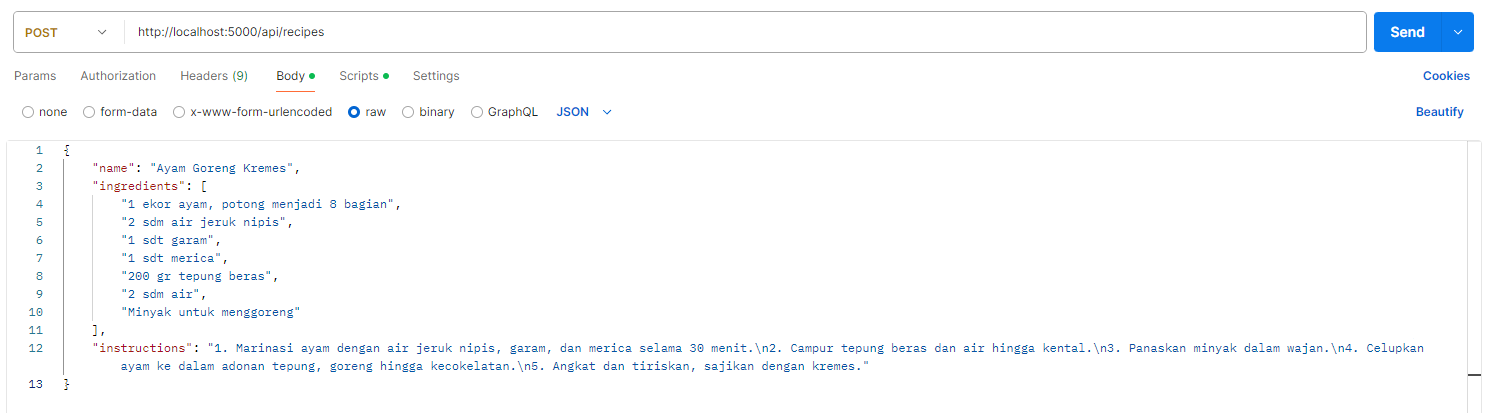 POST http://localhost:5000/api/recipes Send
Params Authorization Headers (9) Body Scripts Settings Cookies
none form-data x-www-form-urlencoded raw binary GraphQL JSON Beautify
1 {
2 "name": "Ayam Goreng Kremes",
3 "ingredients": [
4 "1 ekor ayam, potong menjadi 8 bagian",
5 "2 sdm air jeruk nipis",
6 "1 sdt garam",
7 "1 sdt merica",
8 "200 gr tepung beras",
9 "2 sdm air",
10 "Minyak untuk menggoreng"
11 ],
12 "instructions": "1. Marinasi ayam dengan air jeruk nipis, garam, dan merica selama 30 menit.\n2. Campur tepung beras dan air hingga kental.\n3. Panaskan minyak dalam wajan.\n4. Celupkan
ayam ke dalam adonan tepung, goreng hingga kecokelatan.\n5. Angkat dan tiriskan, sajikan dengan kremes."
13 }